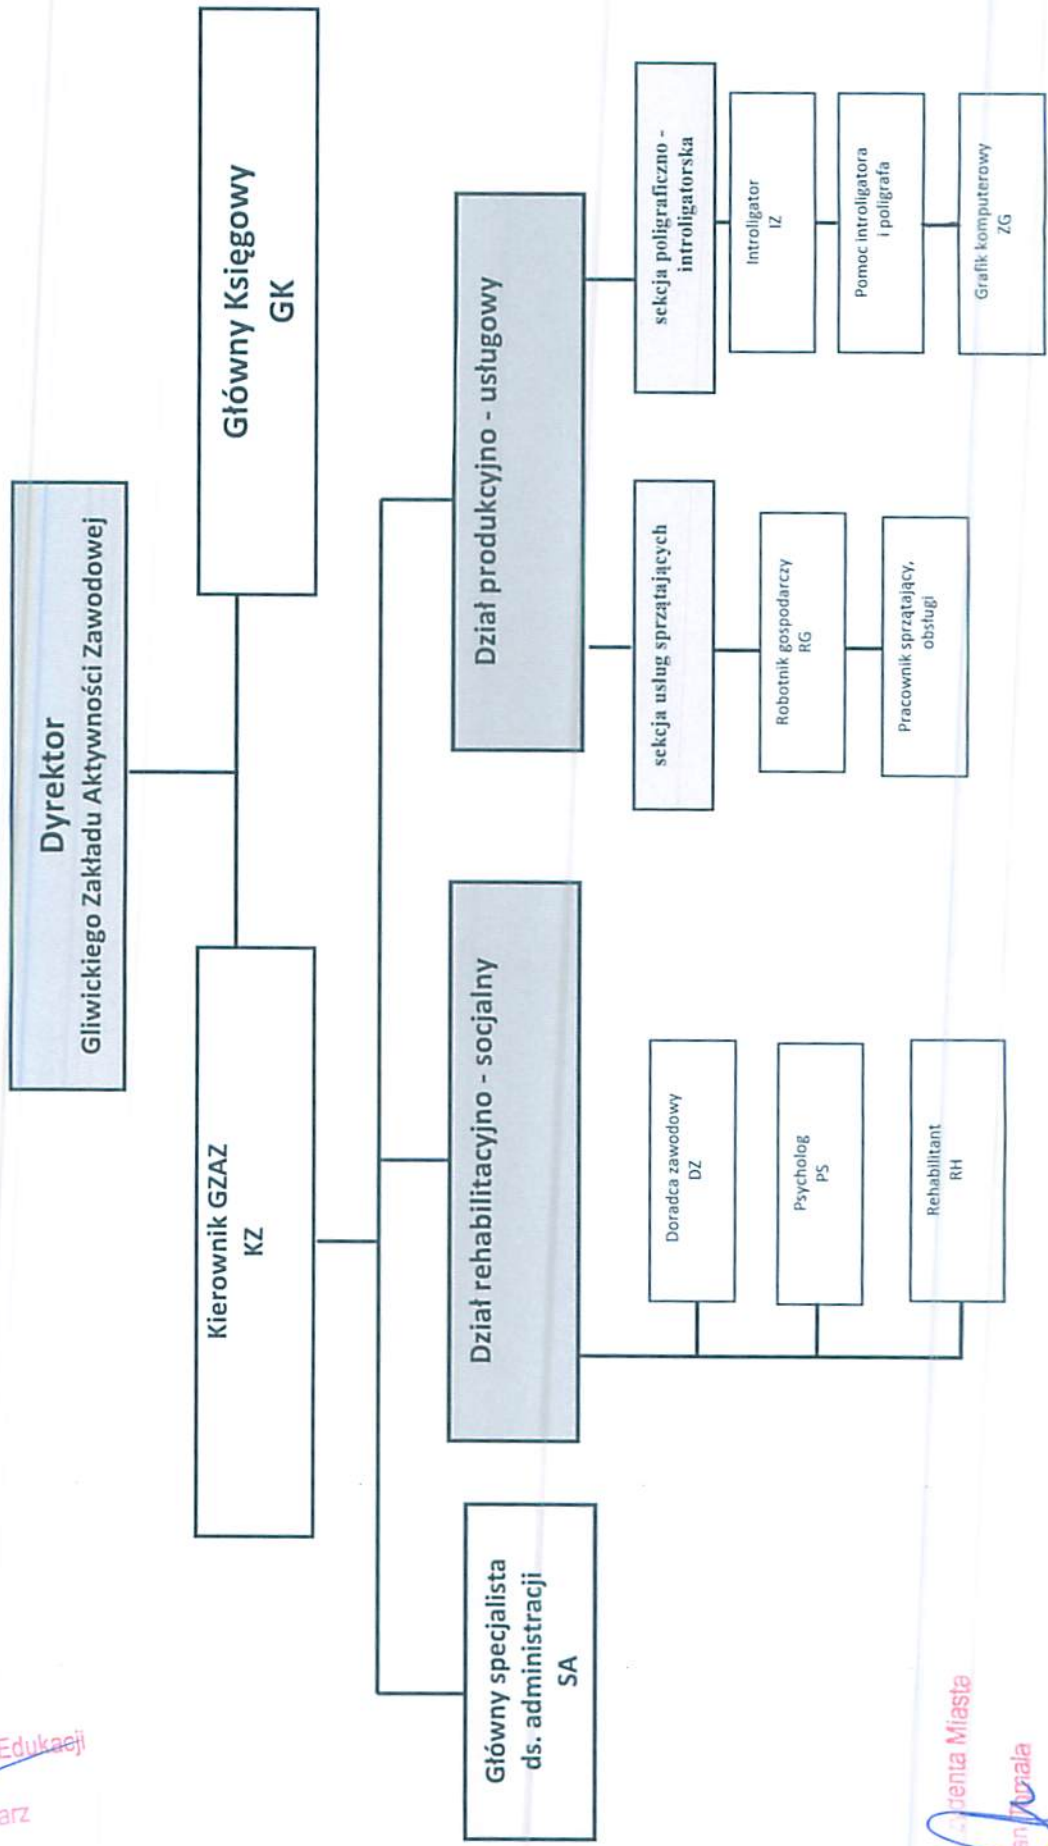 Dyrektor
Gliwickiego Zakładu Aktywności Zawodowej
Kierownik GZAZ
KZ
Główny Księgowy
GK
Główny specjalista
ds. administracji
SA
Dział rehabilitacyjno - socjalny
Doradca zawodowy
DZ
Psycholog
PS
Rehabilitant
RH
Dział produkcyjno - usługowy
sekcja usług sprzątających
Robotnik gospodarczy
RG
Pracownik sprzątający,
obsługi
sekcja poligraficzno -
introligatorska
Introligator
IZ
Pomoc introligatora
i poligrafa
Grafik komputerowy
ZG
Edukacji
Miasta